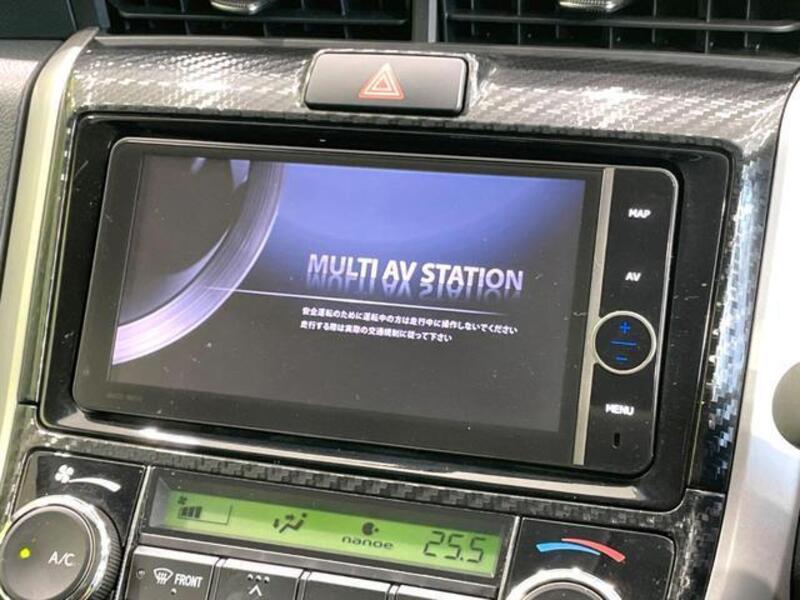 MULTI AV STATION
安全運転のために運転中の方は走行中に操作しないでください
走行する際は実際の交通規制に従って下さい
MAP
AV
+
-
MENU
A/C
nanoe
25.5
FRONT